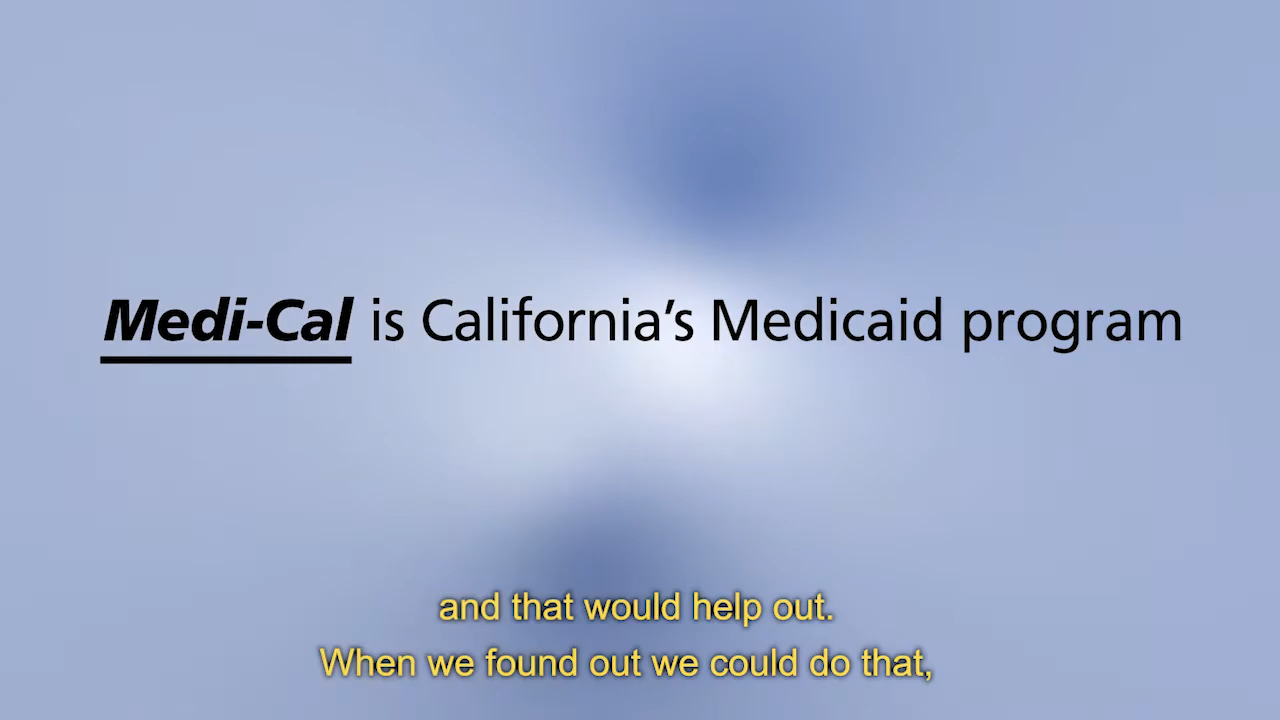 Medi-Cal is California’s Medicaid program
and that would help out.
When we found out we could do that,